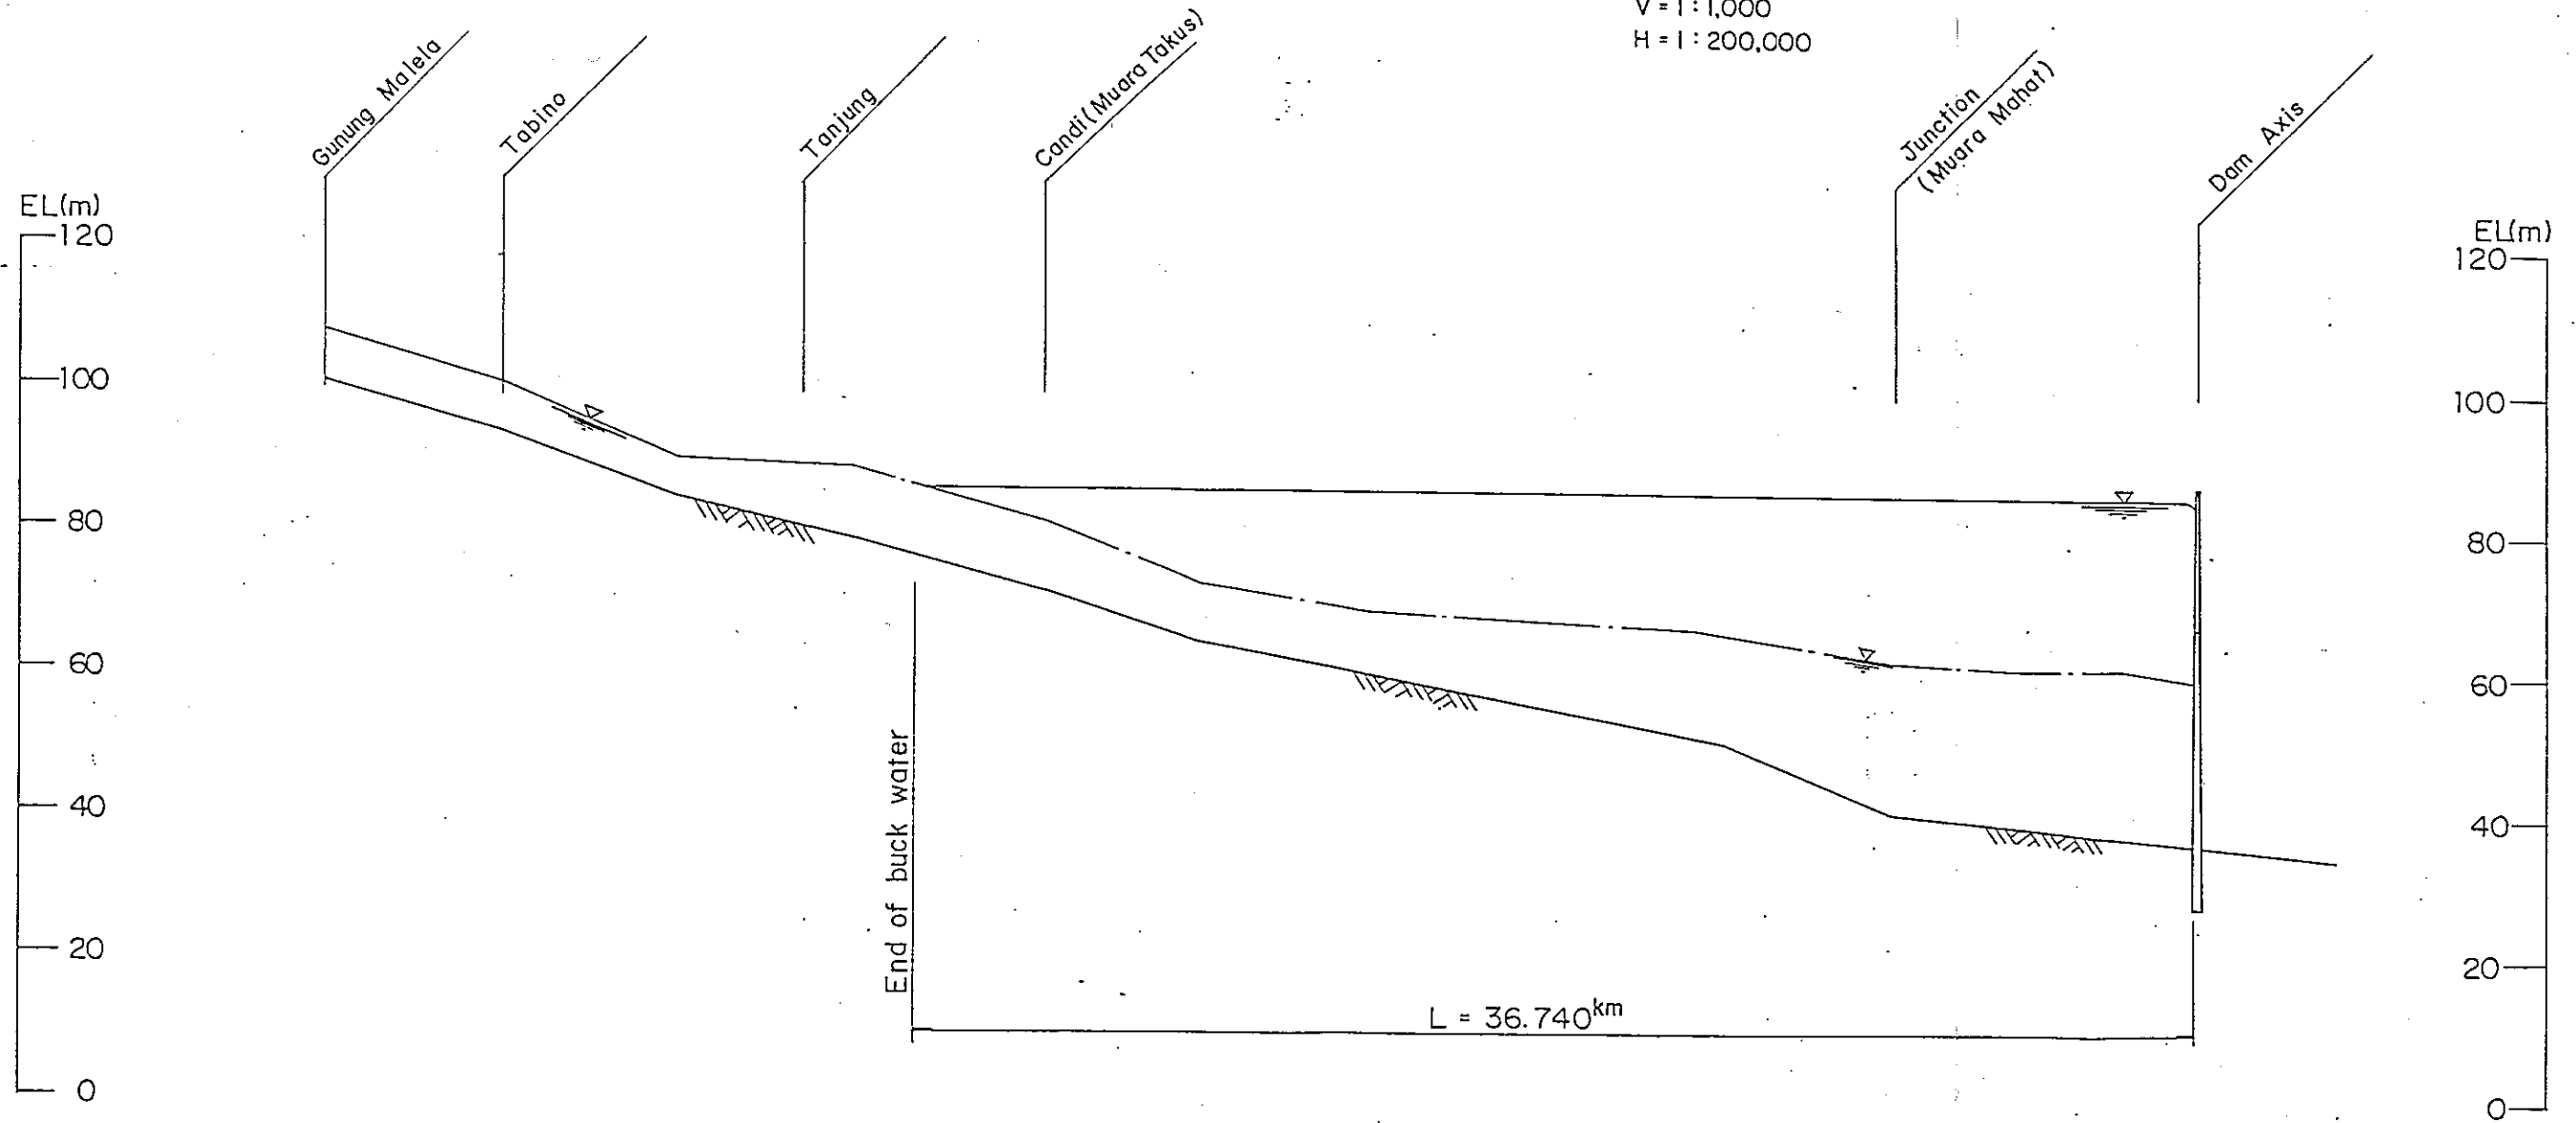 V = 1 : 1,000
H = 1 : 200,000
Gunung Malela
Tabino
Tanjung
Candi (Muara Takus)
Junction
(Muara Mahat)
Dam Axis
EL(m)
120
100
80
60
40
20
0
EL(m)
120
100
80
60
40
20
0
End of buck water
L = 36.740km